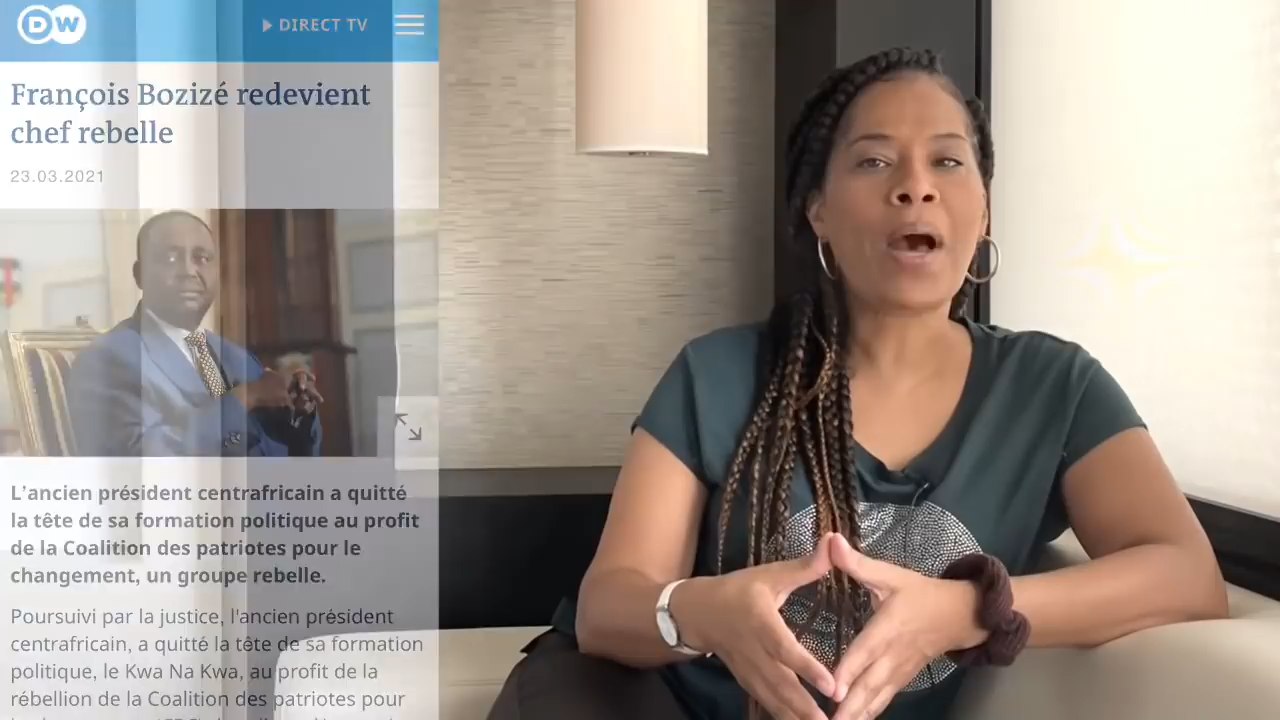 DW
DIRECT TV
François Bozizé redevient
chef rebelle
23.03.2021
L'ancien président centrafricain a quitté
la tête de sa formation politique au profit
de la Coalition des patriotes pour le
changement, un groupe rebelle.
Poursuivi par la justice, l'ancien président
centrafricain, a quitté la tête de sa formation
politique, le Kwa Na Kwa, au profit de la
rébellion de la Coalition des patriotes pour